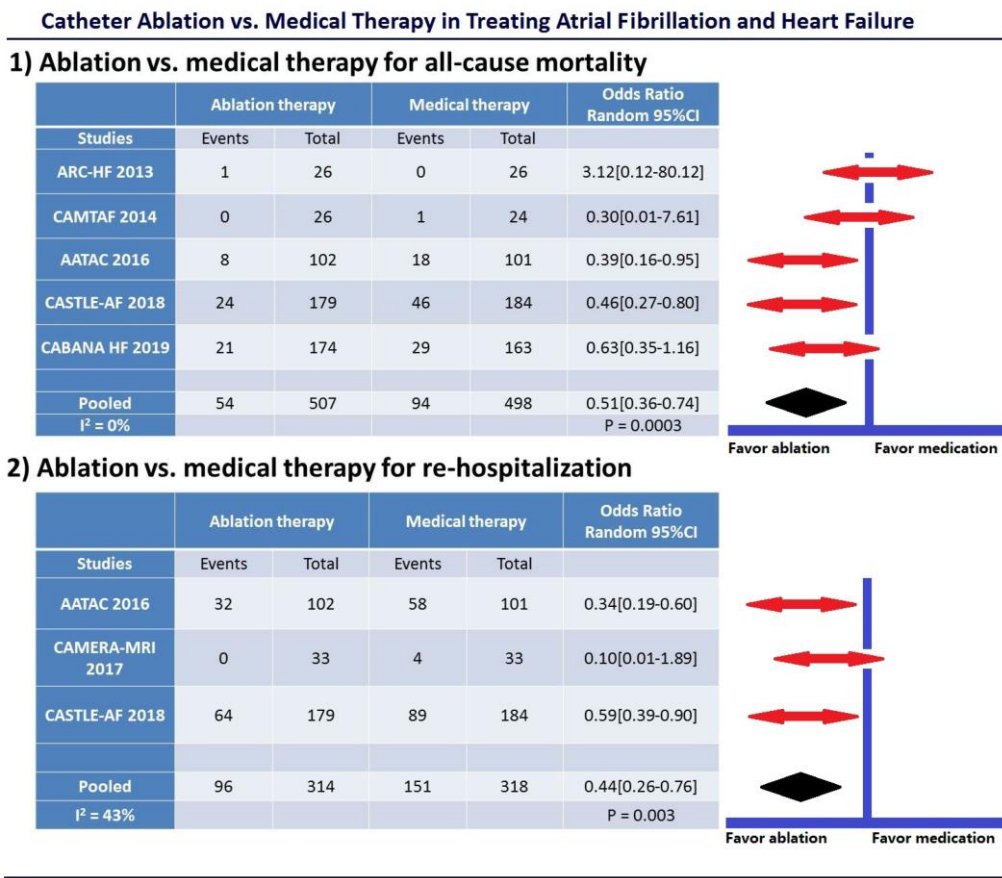 Catheter Ablation vs. Medical Therapy in Treating Atrial Fibrillation and Heart Failure
1) Ablation vs. medical therapy for all-cause mortality
Ablation therapy Medical therapy Odds Ratio Random 95%CI
Studies Events Total Events Total
ARC-HF 2013 1 26 0 26 3.12[0.12-80.12]
CAMTAF 2014 0 26 1 24 0.30[0.01-7.61]
AATAC 2016 8 102 18 101 0.39[0.16-0.95]
CASTLE-AF 2018 24 179 46 184 0.46[0.27-0.80]
CABANA HF 2019 21 174 29 163 0.63[0.35-1.16]
Pooled 54 507 94 498 0.51[0.36-0.74]
I² = 0% P = 0.0003
Favor ablation Favor medication
2) Ablation vs. medical therapy for re-hospitalization
Ablation therapy Medical therapy Odds Ratio Random 95%CI
Studies Events Total Events Total
AATAC 2016 32 102 58 101 0.34[0.19-0.60]
CAMERA-MRI 2017 0 33 4 33 0.10[0.01-1.89]
CASTLE-AF 2018 64 179 89 184 0.59[0.39-0.90]
Pooled 96 314 151 318 0.44[0.26-0.76]
I² = 43% P = 0.003
Favor ablation Favor medication